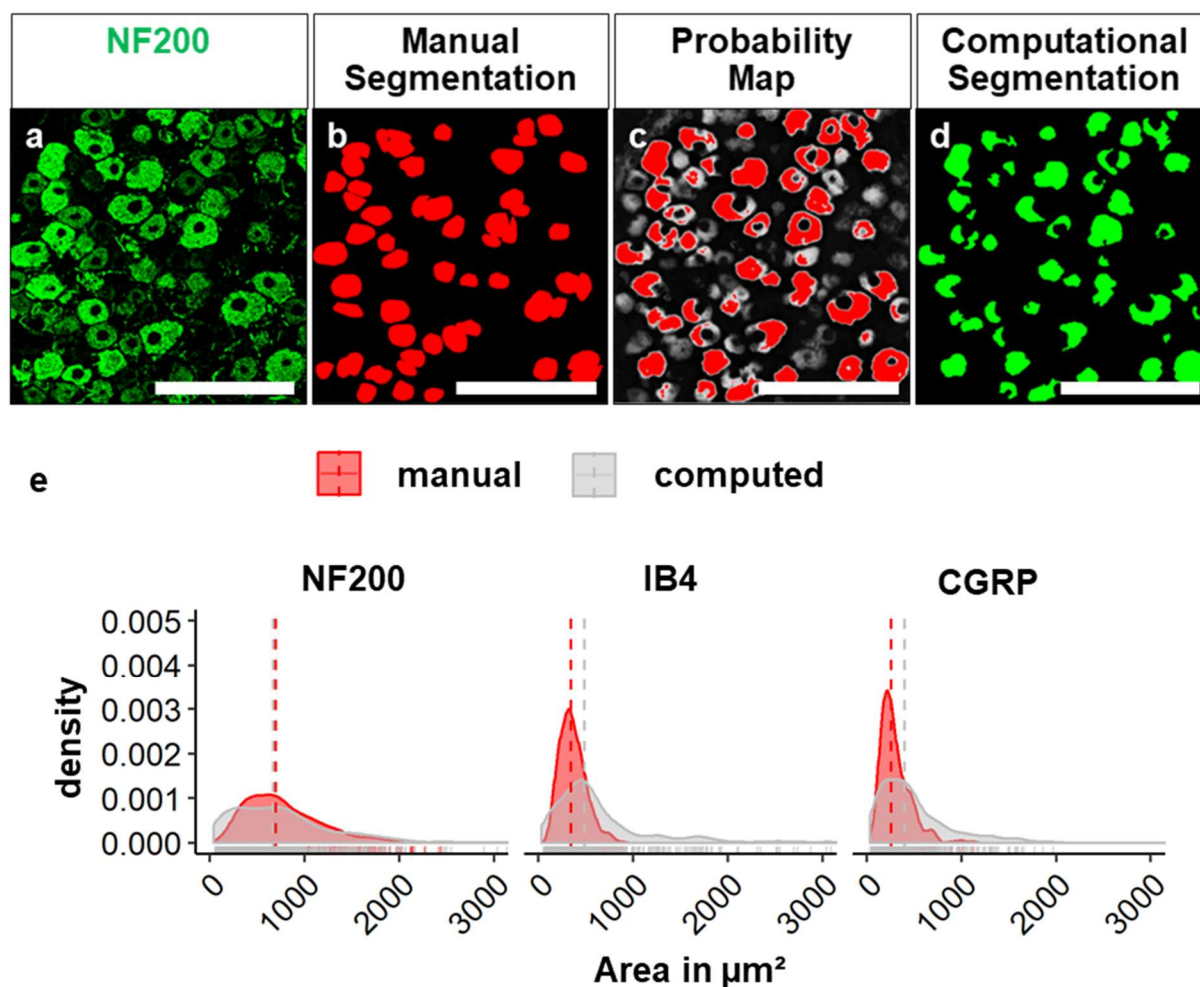 NF200
Manual
Segmentation
Probability
Map
Computational
Segmentation
a
b
c
d
e
manual
computed
NF200
IB4
CGRP
density
0.005
0.004
0.003
0.002
0.001
0.000
0
1000
2000
3000
0
1000
2000
3000
0
1000
2000
3000
Area in µm²